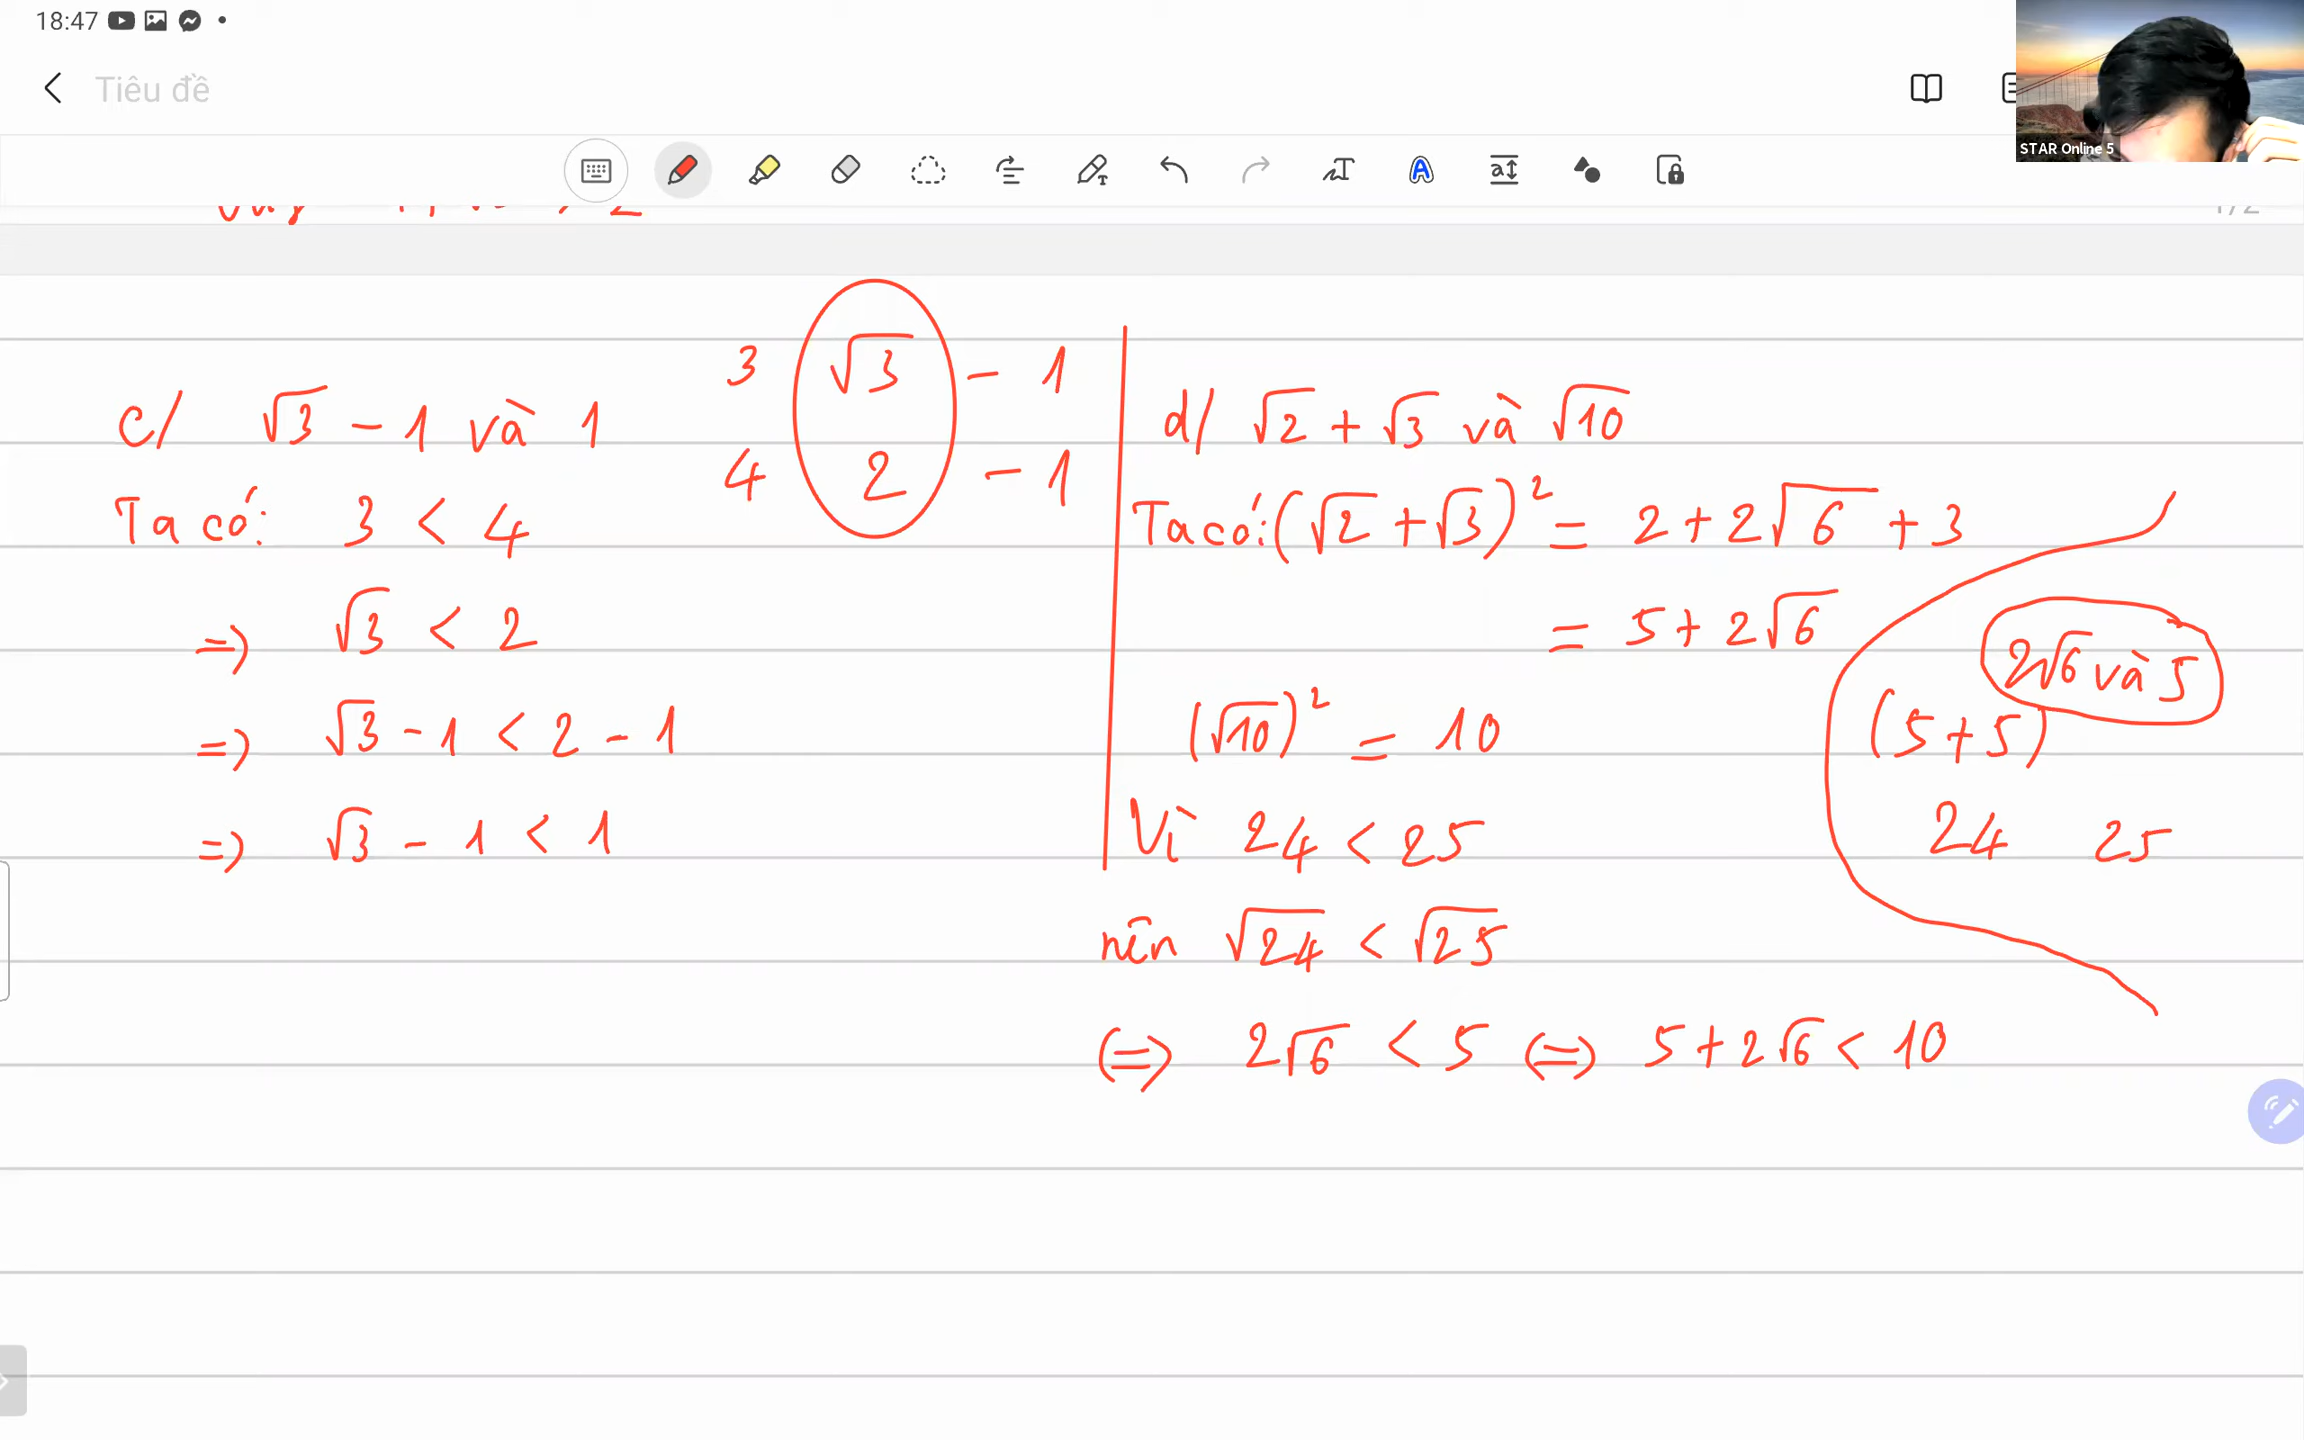 18:47
Tiêu đề
STAR Online 5
c/ √3 - 1 và 1
3 √3 - 1
4 2 - 1
Ta có: 3 < 4
=) √3 < 2
=) √3 - 1 < 2 - 1
=) √3 - 1 < 1
d/ √2 + √3 và √10
Ta có: (√2 + √3)² = 2 + 2√6 + 3
= 5 + 2√6
(√10)² = 10
Vì 24 < 25
nên √24 < √25
(=) 2√6 < 5 (=) 5 + 2√6 < 10
2√6 và 5
(5 + 5)
24 25